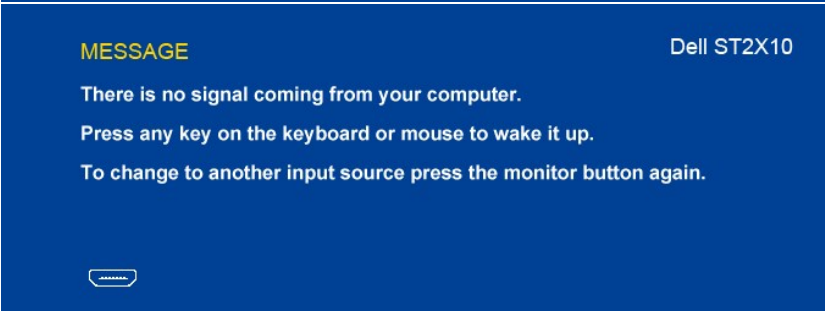 MESSAGE
Dell ST2X10
There is no signal coming from your computer.
Press any key on the keyboard or mouse to wake it up.
To change to another input source press the monitor button again.